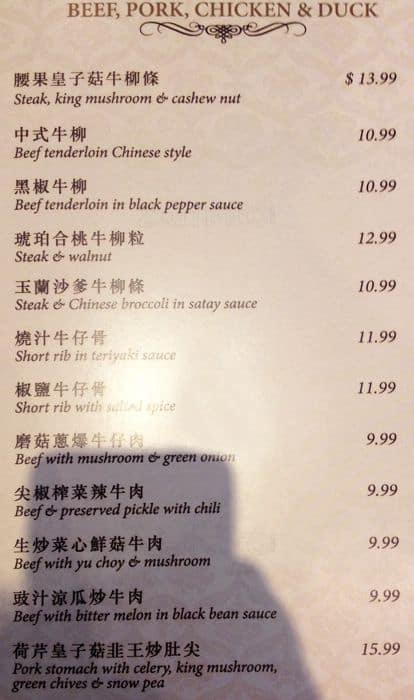 BEEF, PORK, CHICKEN & DUCK
腰果皇子菇牛柳條 $ 13.99
Steak, king mushroom & cashew nut
中式牛柳 10.99
Beef tenderloin Chinese style
黑椒牛柳 10.99
Beef tenderloin in black pepper sauce
琥珀合桃牛柳粒 12.99
Steak & walnut
玉蘭沙爹牛柳條 10.99
Steak & Chinese broccoli in satay sauce
燒汁牛仔骨 11.99
Short rib in teriyaki sauce
椒鹽牛仔骨 11.99
Short rib with salted spice
磨菇蔥爆牛仔肉 9.99
Beef with mushroom & green onion
尖椒榨菜辣牛肉 9.99
Beef & preserved pickle with chili
生炒菜心鮮菇牛肉 9.99
Beef with yu choy & mushroom
豉汁涼瓜炒牛肉 9.99
Beef with bitter melon in black bean sauce
荷芹皇子菇韭王炒肚尖 15.99
Pork stomach with celery, king mushroom,
green chives & snow pea